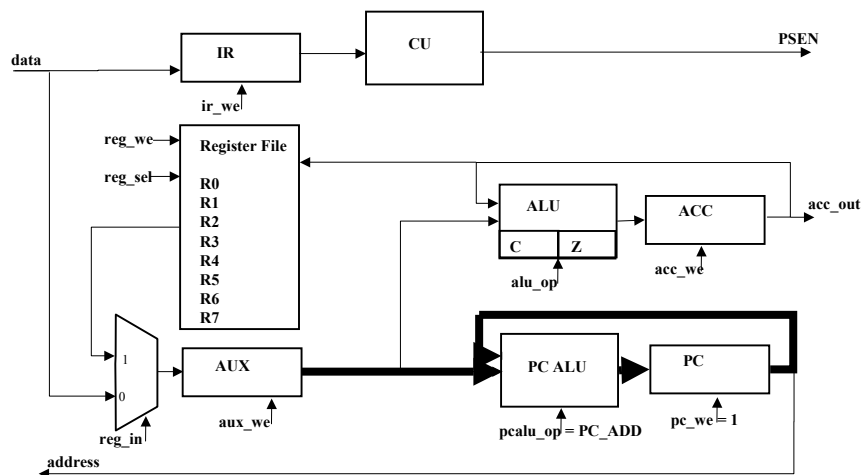 PSEN
CU
IR
data
ir_we
reg_we
Register File
reg_sel
R0
R1
R2
R3
R4
R5
R6
R7
ALU
ACC
acc_out
C Z
alu_op
acc_we
1
0
AUX
PC ALU
PC
aux_we
reg_in
pcalu_op = PC_ADD
pc_we = 1
address